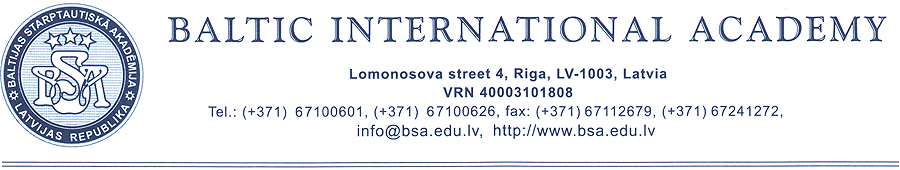 BALTIJAS STARPTAUTISKĀ AKADĒMIJA
LATVIJAS REPUBLIKA
BSA
BALTIC INTERNATIONAL ACADEMY
Lomonosova street 4, Riga, LV-1003, Latvia
VRN 40003101808
Tel.: (+371) 67100601, (+371) 67100626, fax: (+371) 67112679, (+371) 67241272,
info@bsa.edu.lv, http://www.bsa.edu.lv